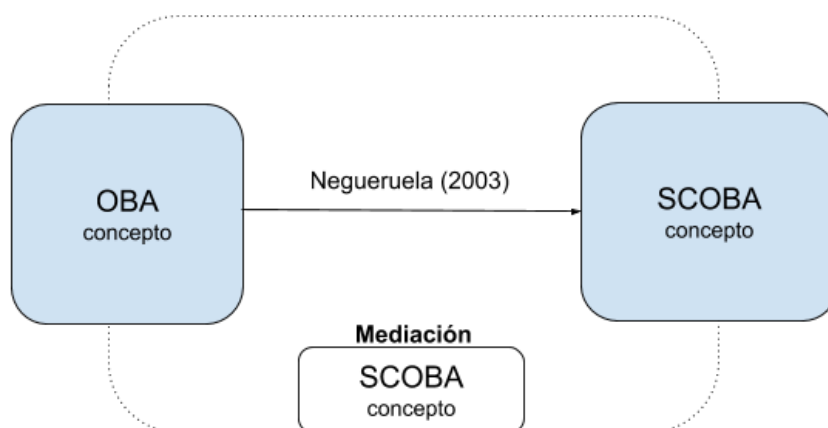 OBA
concepto
Negueruela (2003)
SCOBA
concepto
Mediación
SCOBA
concepto